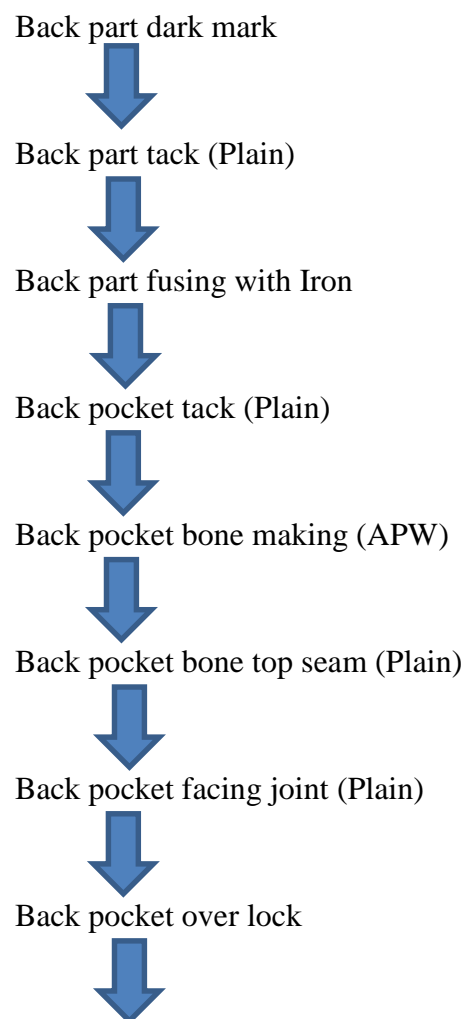 Back part dark mark
Back part tack (Plain)
Back part fusing with Iron
Back pocket tack (Plain)
Back pocket bone making (APW)
Back pocket bone top seam (Plain)
Back pocket facing joint (Plain)
Back pocket over lock